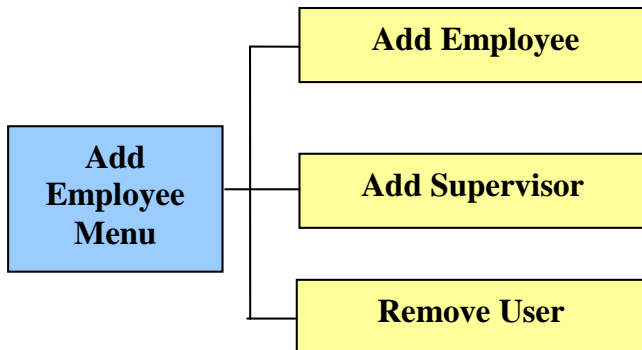 Add Employee
Add
Employee
Menu
Add Supervisor
Remove User